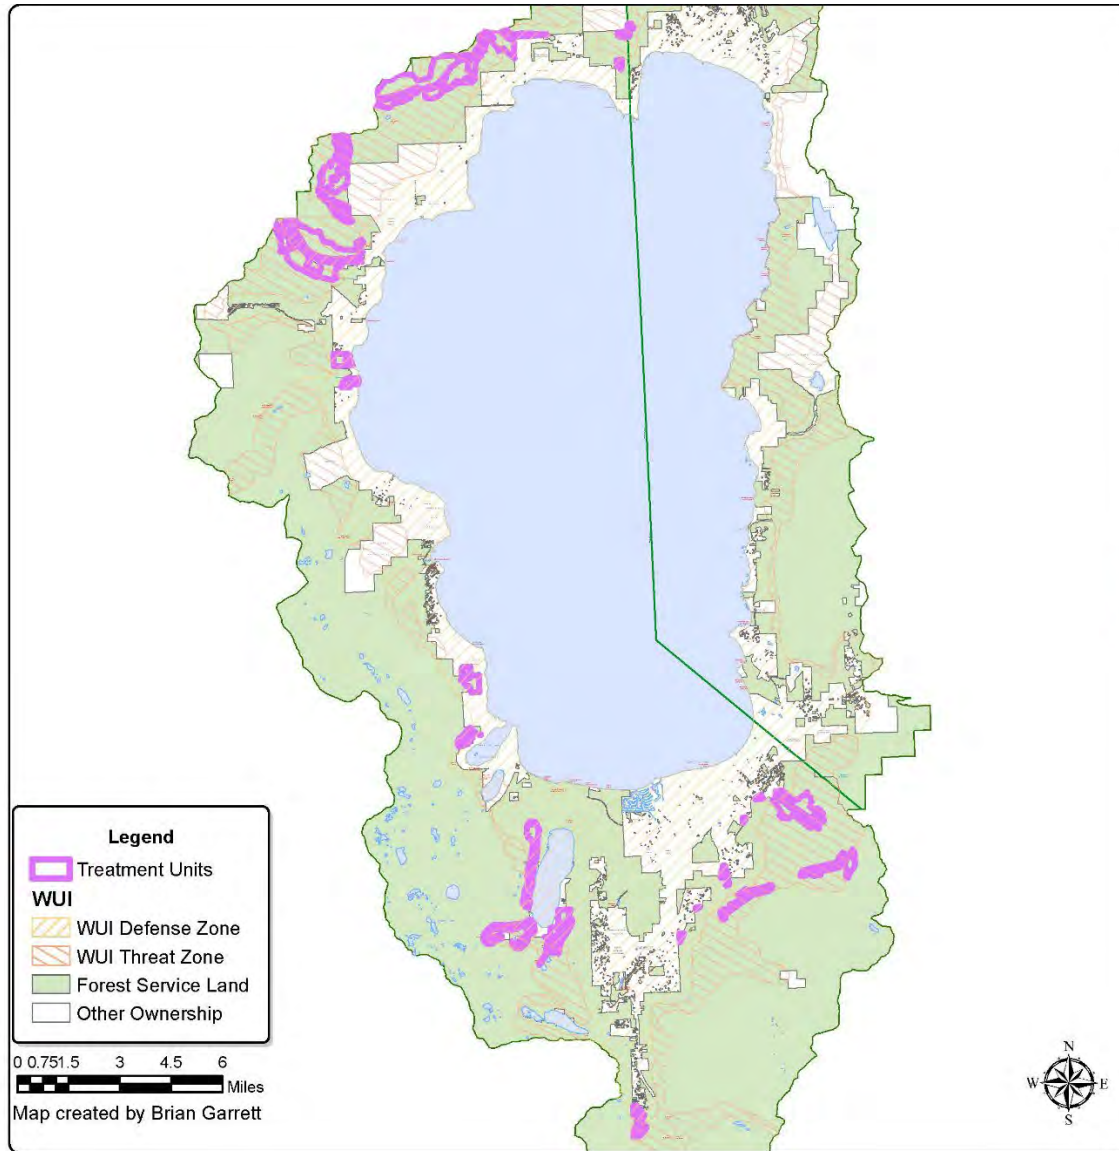 Legend
Treatment Units
WUI
WUI Defense Zone
WUI Threat Zone
Forest Service Land
Other Ownership
0 0.751.5 3 4.5 6
Miles
Map created by Brian Garrett
N
W E
S